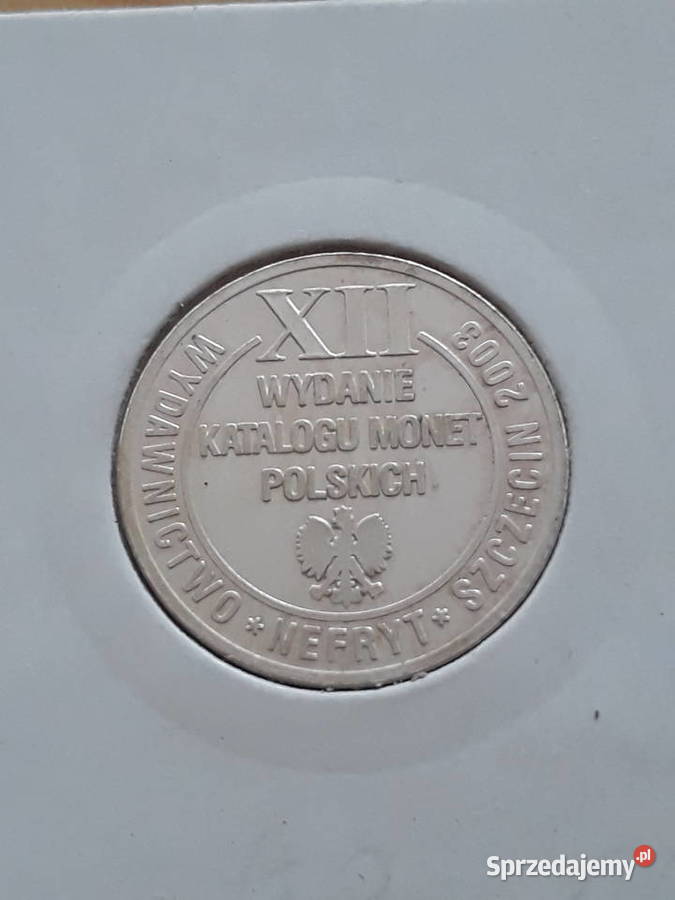 XII
WYDANIE
KATALOGU MONET
POLSKICH
WYDAWNICTWO * NEFRYT * SZCZECIN 2003
Sprzedajemy.pl